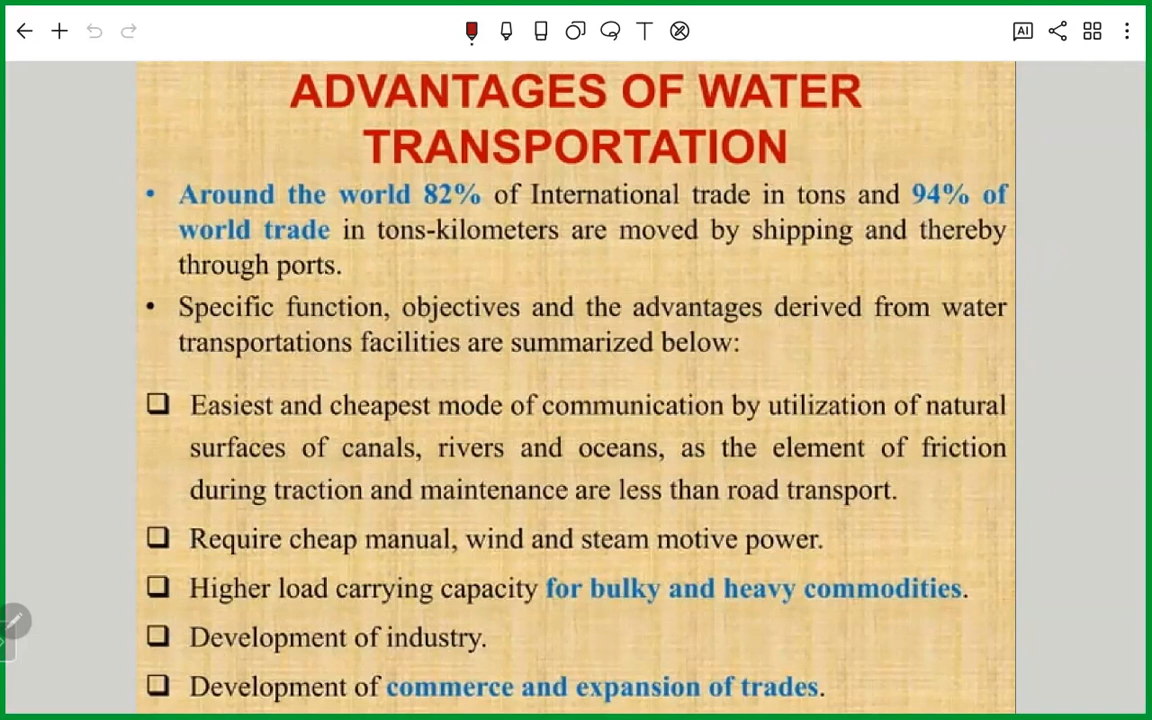 AI
ADVANTAGES OF WATER
TRANSPORTATION
• Around the world 82% of International trade in tons and 94% of
world trade in tons-kilometers are moved by shipping and thereby
through ports.
• Specific function, objectives and the advantages derived from water
transportations facilities are summarized below:
❑ Easiest and cheapest mode of communication by utilization of natural
surfaces of canals, rivers and oceans, as the element of friction
during traction and maintenance are less than road transport.
❑ Require cheap manual, wind and steam motive power.
❑ Higher load carrying capacity for bulky and heavy commodities.
❑ Development of industry.
❑ Development of commerce and expansion of trades.